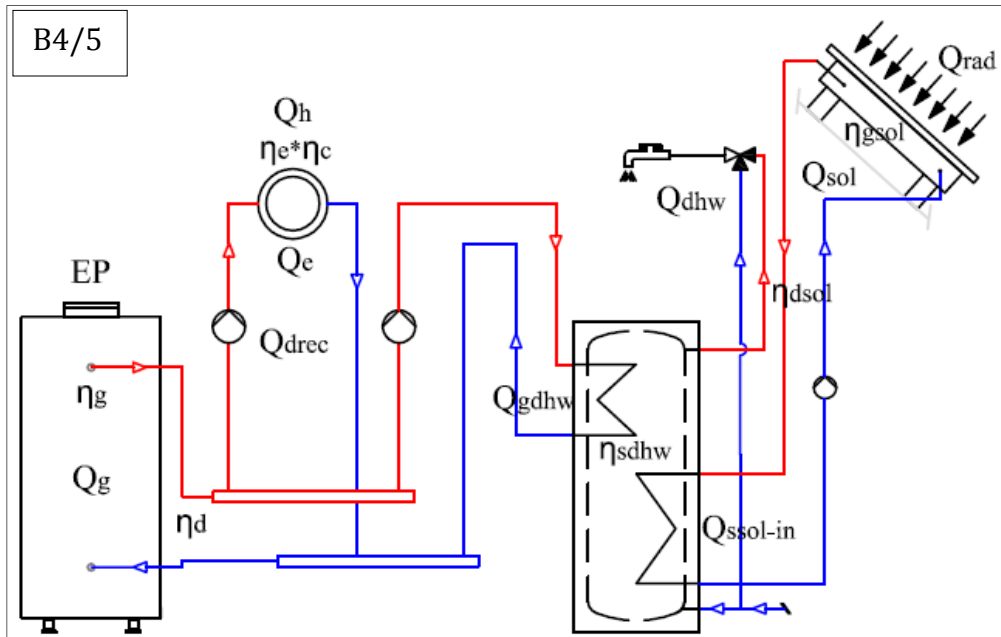 B4/5
Qrad
Qh
ηe*ηc
ηgsol
Qsol
Qdhw
Qe
EP
ηdsol
Qdrec
ηg
Qgdhw
ηsdhw
Qg
ηd
Qssol-in